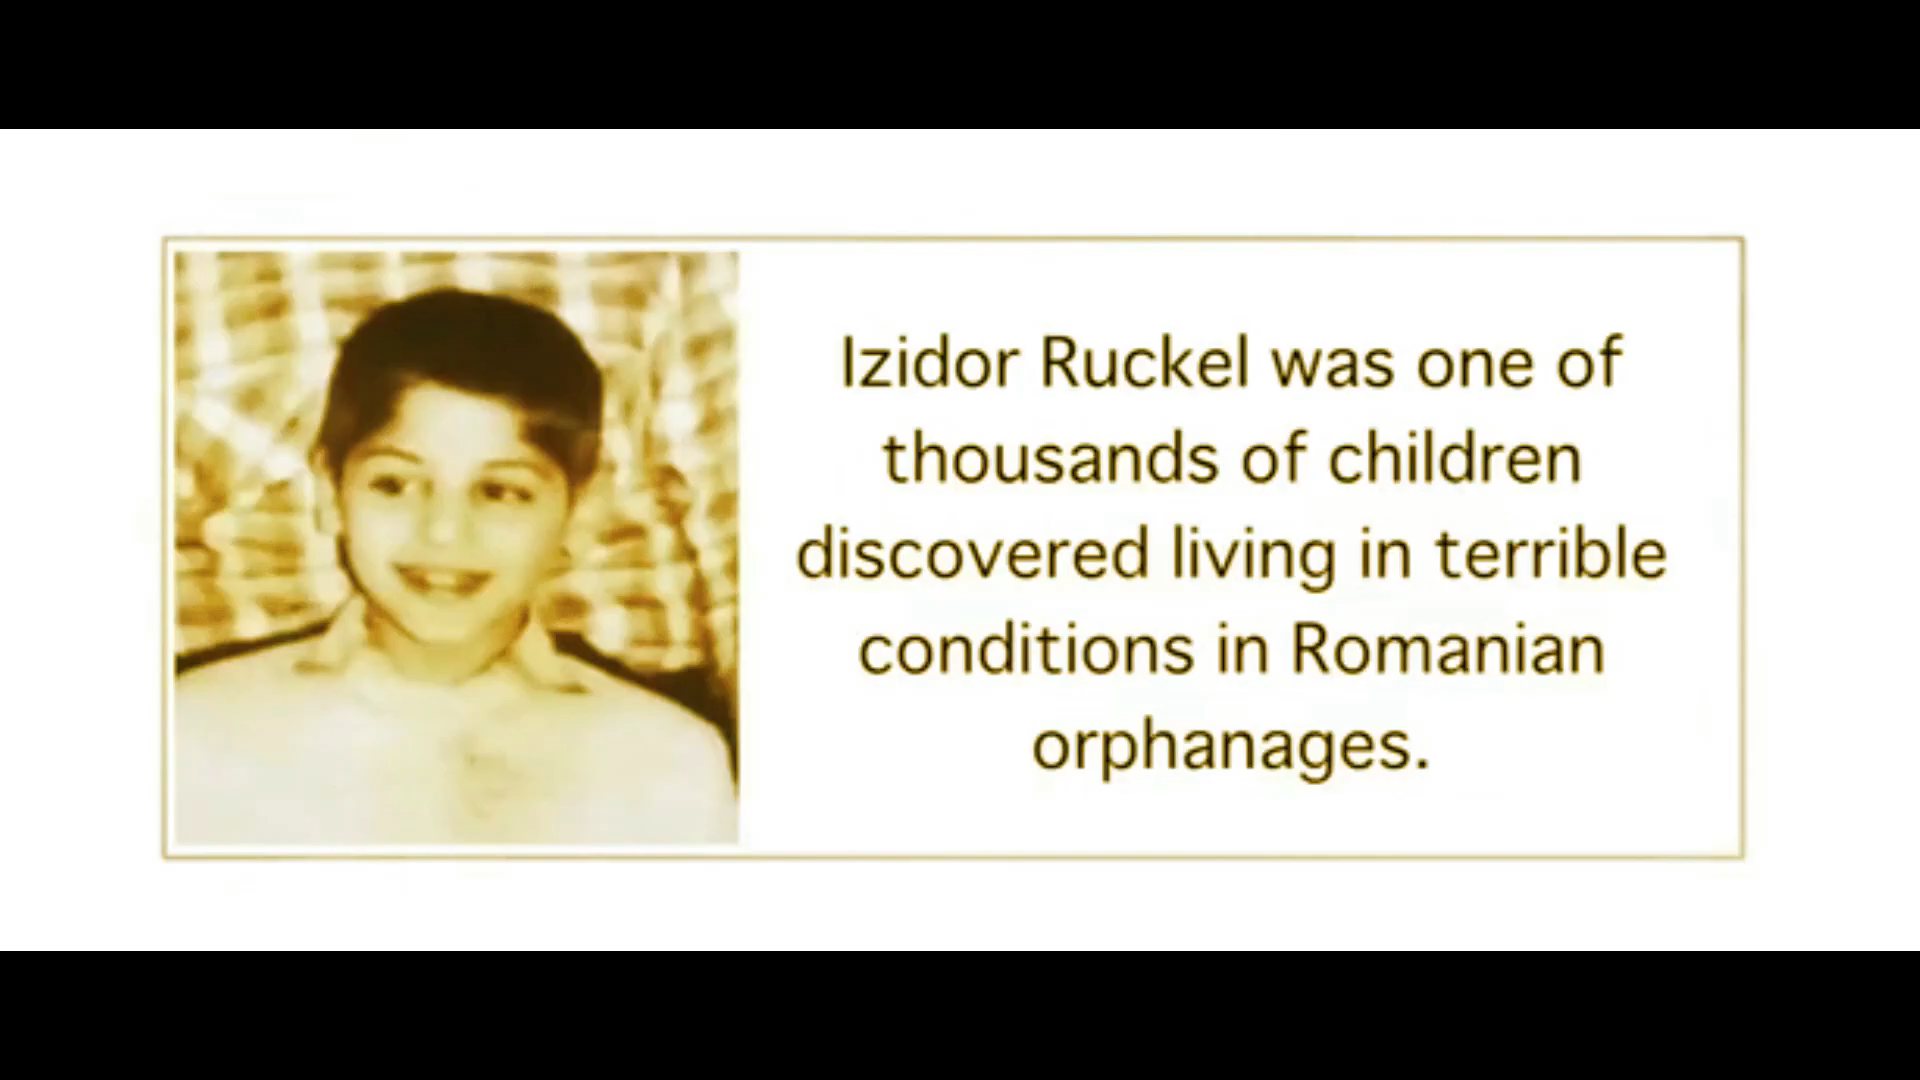 Izidor Ruckel was one of
thousands of children
discovered living in terrible
conditions in Romanian
orphanages.